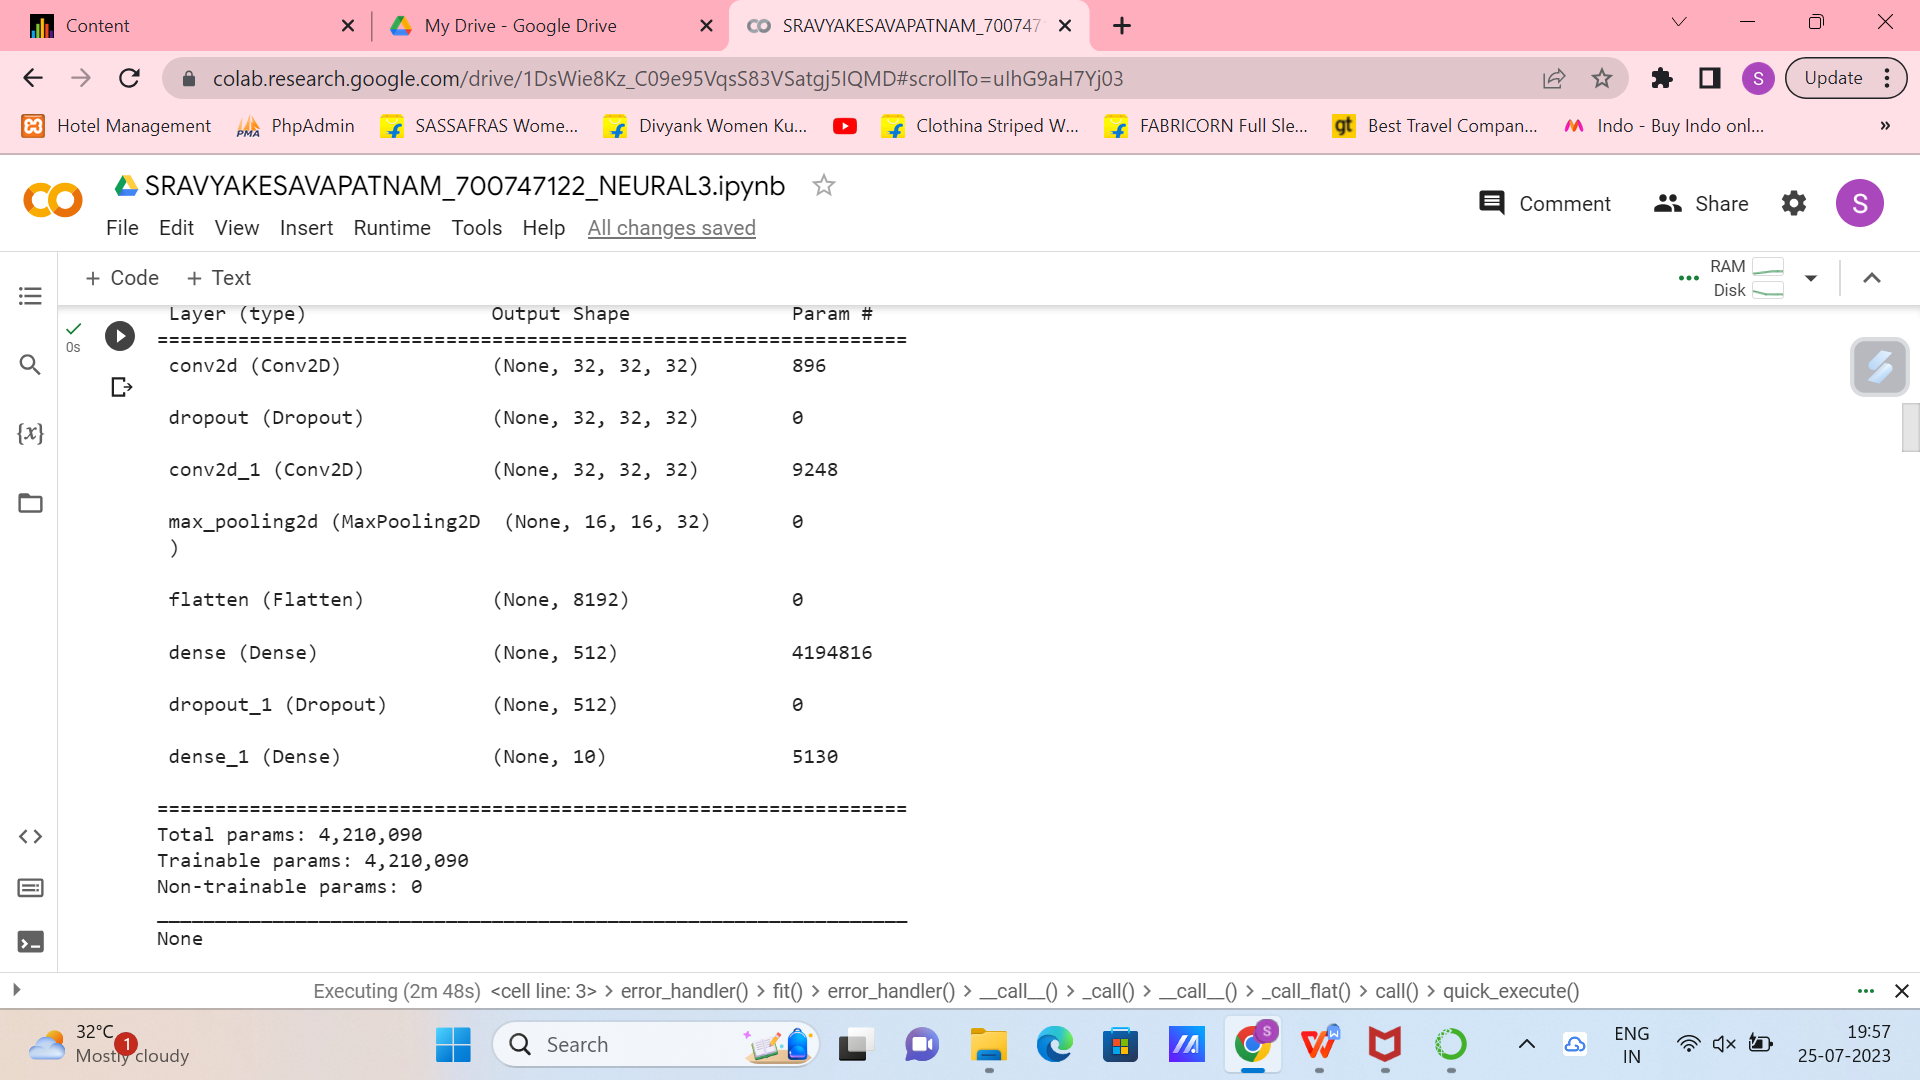 Content
My Drive - Google Drive
SRAVYAKESAVAPATNAM_700747
colab.research.google.com/drive/1DsWie8Kz_C09e95VqsS83VSatgj5IQMD#scrollTo=uIhG9aH7Yj03
S
Update
Hotel Management
PMA
PhpAdmin
SASSAFRAS Wome...
Divyank Women Ku...
Clothina Striped W...
FABRICORN Full Sle...
gt
Best Travel Compan...
Indo - Buy Indo onl...
»
SRAVYAKESAVAPATNAM_700747122_NEURAL3.ipynb
File Edit View Insert Runtime Tools Help All changes saved
Comment
Share
S
+ Code + Text
RAM
Disk
0s
{x}
Layer (type) Output Shape Param #
=================================================================
conv2d (Conv2D) (None, 32, 32, 32) 896
dropout (Dropout) (None, 32, 32, 32) 0
conv2d_1 (Conv2D) (None, 32, 32, 32) 9248
max_pooling2d (MaxPooling2D (None, 16, 16, 32) 0
)
flatten (Flatten) (None, 8192) 0
dense (Dense) (None, 512) 4194816
dropout_1 (Dropout) (None, 512) 0
dense_1 (Dense) (None, 10) 5130
=================================================================
Total params: 4,210,090
Trainable params: 4,210,090
Non-trainable params: 0
_________________________________________________________________
None
Executing (2m 48s) <cell line: 3> > error_handler() > fit() > error_handler() > __call__() > _call() > __call__() > _call_flat() > call() > quick_execute()
32°C
1
Mostly cloudy
Search
S
ENG
IN
19:57
25-07-2023